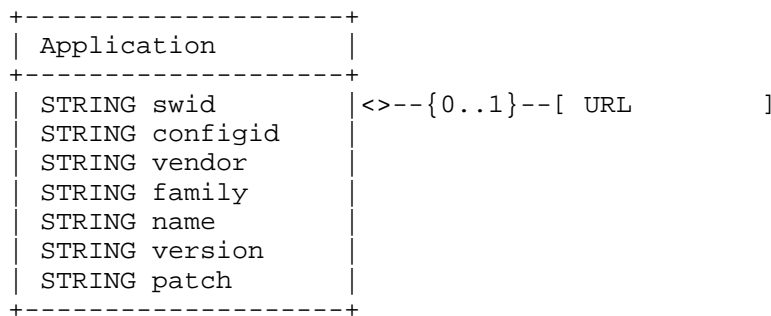 +--------------------+
| Application        |
+--------------------+
| STRING swid        |<>--{0..1}--[ URL        ]
| STRING configid    |
| STRING vendor      |
| STRING family      |
| STRING name        |
| STRING version     |
| STRING patch       |
+--------------------+